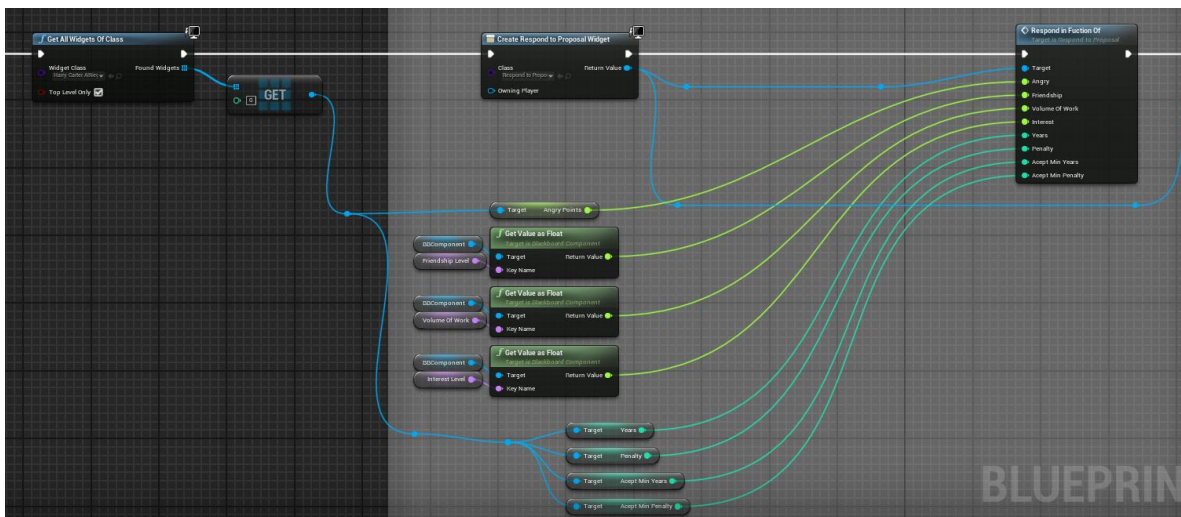 Get All Widgets Of Class
Widget Class
Found Widgets
Top Level Only
0
GET
Create Respond to Proposal Widget
Class
Return Value
Respond to Propo
Owning Player
Respond in Fuction Of
Target is Respond to Proposal
Target
Angry
Friendship
Volume Of Work
Interest
Years
Penalty
Acept Min Years
Acept Min Penalty
Target Angry Points
BBComponent
Friendship Level
Get Value as Float
Target is Blackboard Component
Target Return Value
Key Name
BBComponent
Volume Of Work
Get Value as Float
Target is Blackboard Component
Target Return Value
Key Name
BBComponent
Interest Level
Get Value as Float
Target is Blackboard Component
Target Return Value
Key Name
Target Years
Target Penalty
Target Acept Min Years
Target Acept Min Penalty
BLUEPRIN